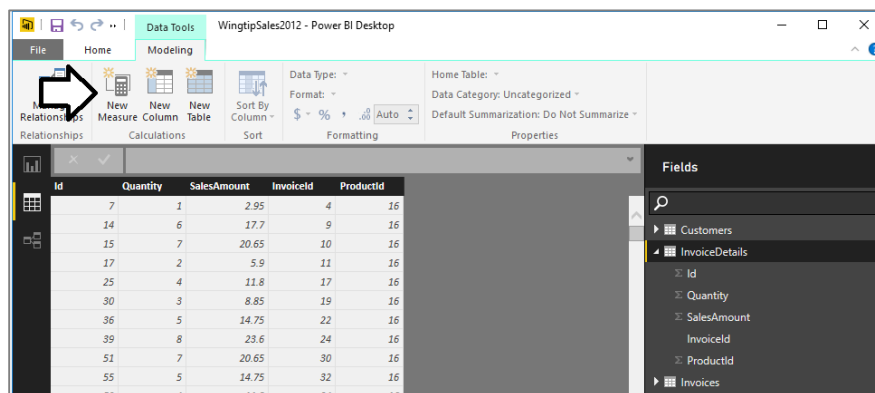 Data Tools WingtipSales2012 - Power BI Desktop
File Home Modeling
Relationships
New Measure
New Column
New Table
Sort By Column
Data Type:
Format:
$ % , .00 Auto
Home Table:
Data Category: Uncategorized
Default Summarization: Do Not Summarize
Relationships Calculations Sort Formatting Properties
Id Quantity SalesAmount InvoiceId ProductId
7 1 2.95 4 16
14 6 17.7 9 16
15 7 20.65 10 16
17 2 5.9 11 16
25 4 11.8 17 16
30 3 8.85 19 16
36 5 14.75 22 16
39 8 23.6 24 16
51 7 20.65 30 16
55 5 14.75 32 16
Fields
Customers
InvoiceDetails
Σ Id
Σ Quantity
Σ SalesAmount
InvoiceId
Σ ProductId
Invoices